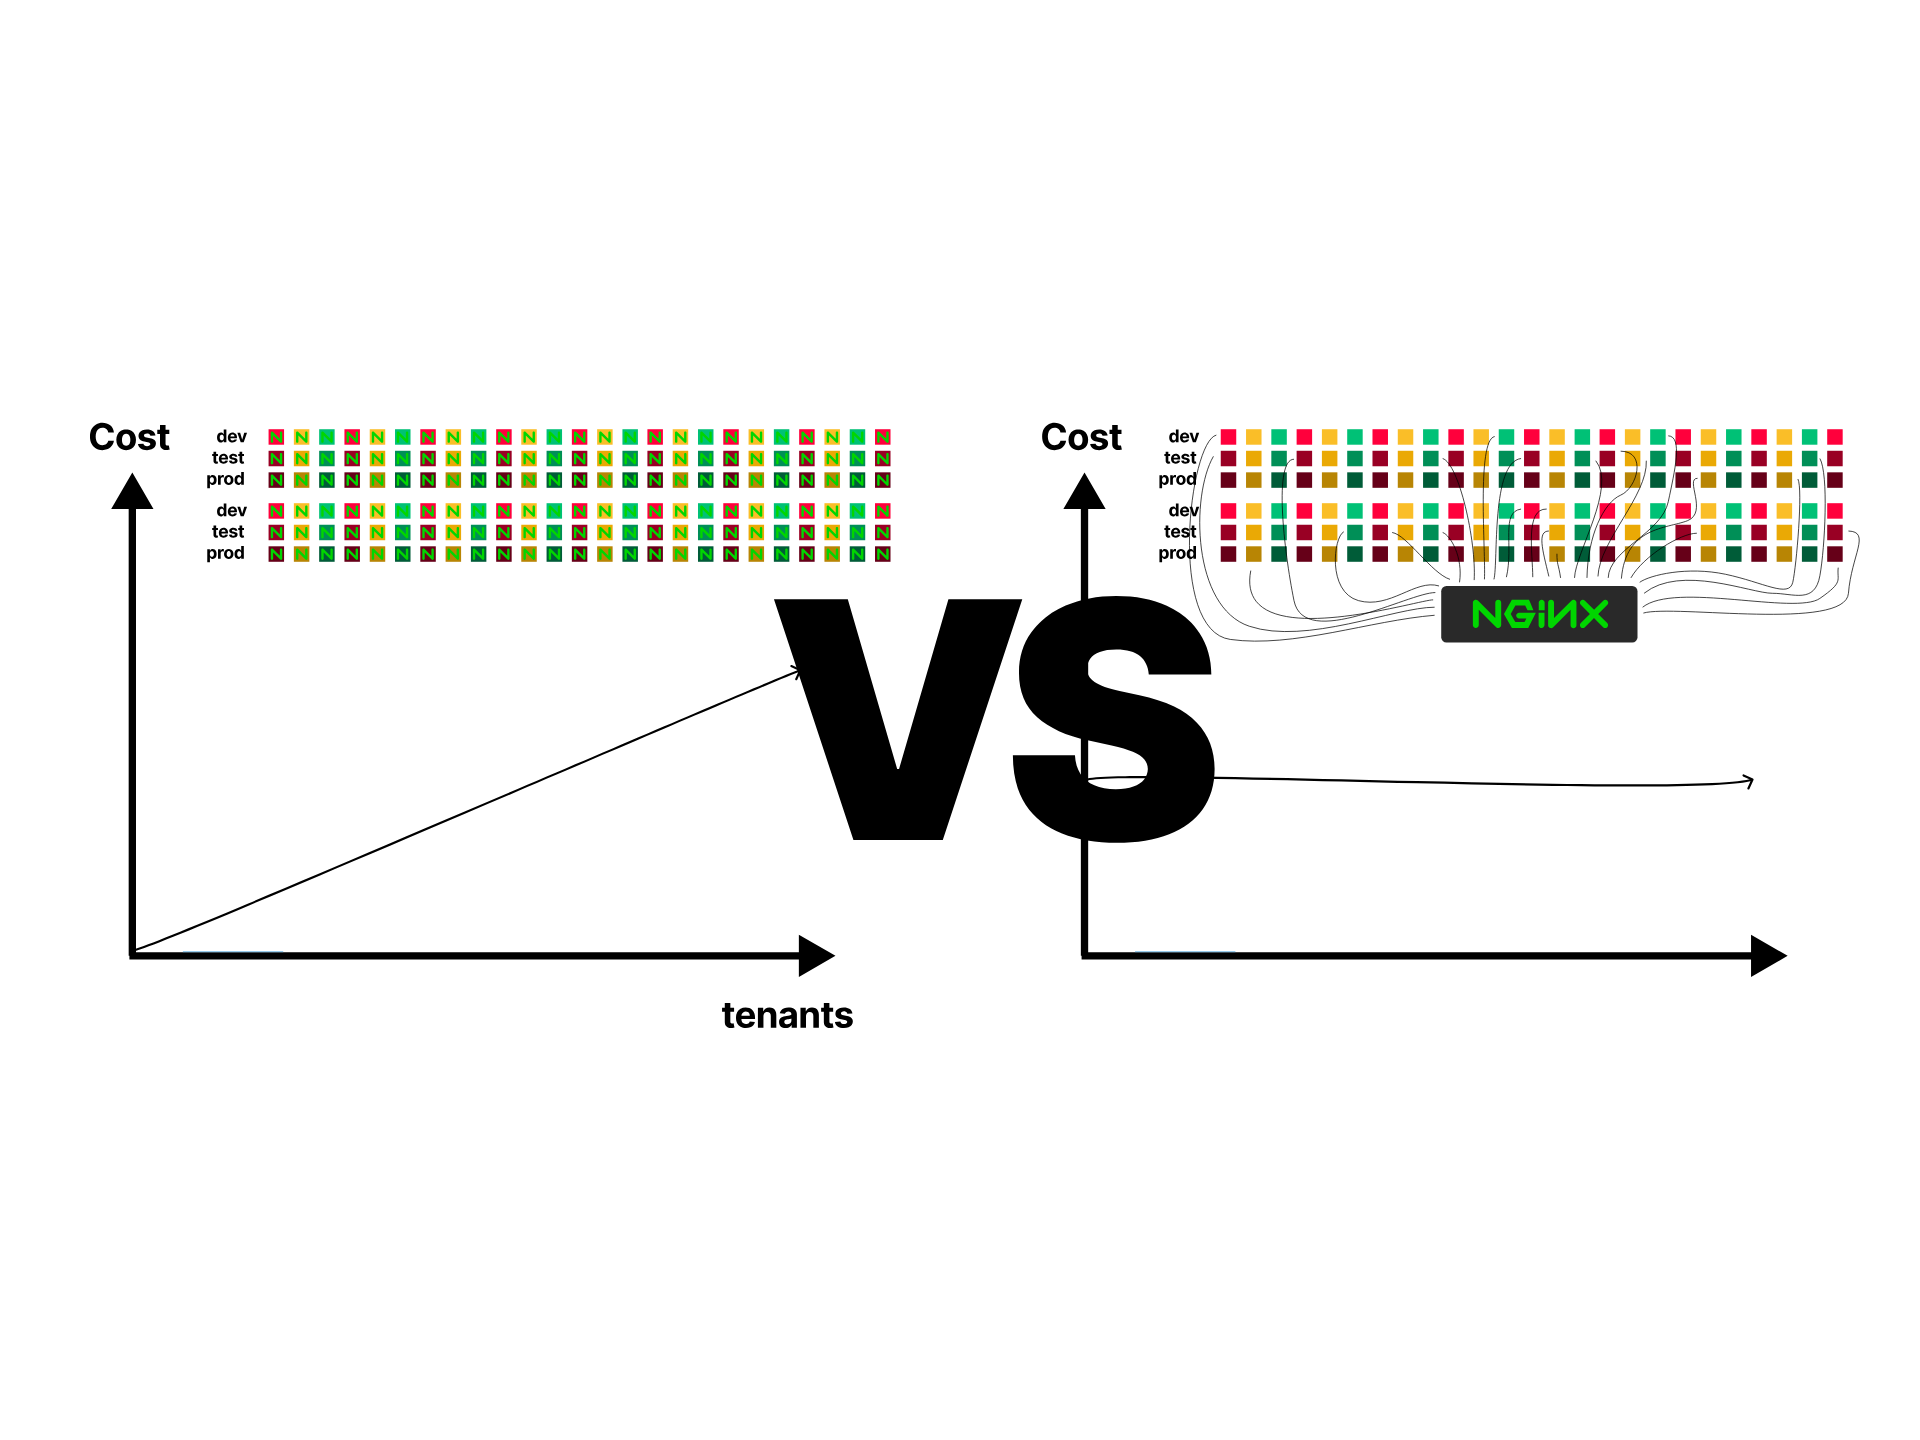 Cost
dev
test
prod
dev
test
prod
tenants
VS
Cost
dev
test
prod
dev
test
prod
NGINX